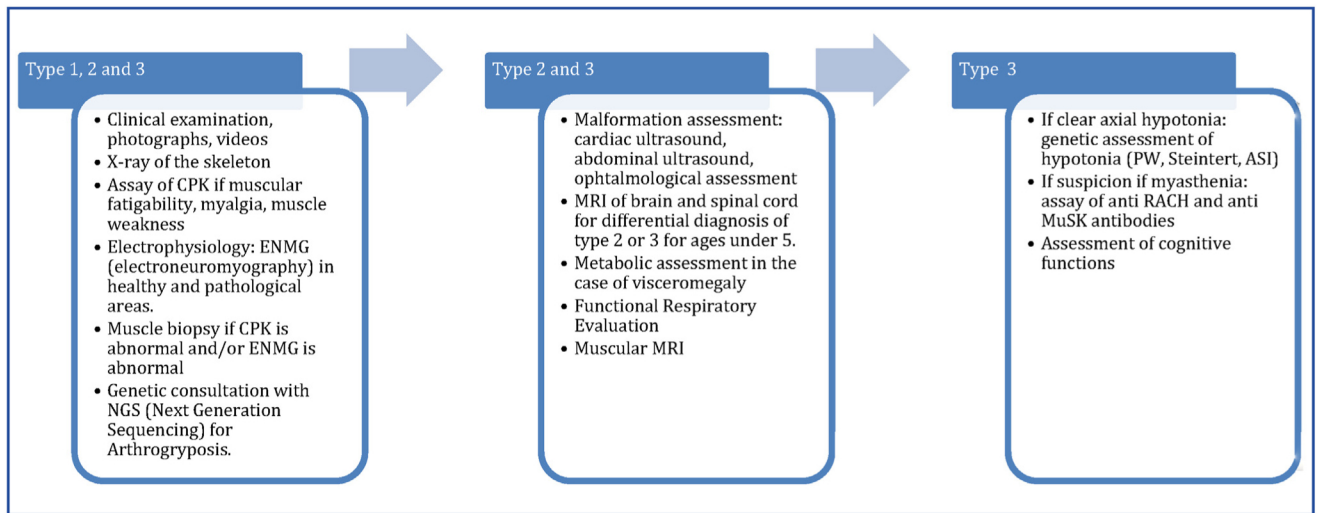 Type 1, 2 and 3
• Clinical examination,
photographs, videos
• X-ray of the skeleton
• Assay of CPK if muscular
fatigability, myalgia, muscle
weakness
• Electrophysiology: ENMG
(electroneuromyography) in
healthy and pathological
areas.
• Muscle biopsy if CPK is
abnormal and/or ENMG is
abnormal
• Genetic consultation with
NGS (Next Generation
Sequencing) for
Arthrogryposis.
Type 2 and 3
• Malformation assessment:
cardiac ultrasound,
abdominal ultrasound,
ophtalmological assessment
• MRI of brain and spinal cord
for differential diagnosis of
type 2 or 3 for ages under 5.
• Metabolic assessment in the
case of visceromegaly
• Functional Respiratory
Evaluation
• Muscular MRI
Type 3
• If clear axial hypotonia:
genetic assessment of
hypotonia (PW, Steintert, ASI)
• If suspicion if myasthenia:
assay of anti RACH and anti
MuSK antibodies
• Assessment of cognitive
functions